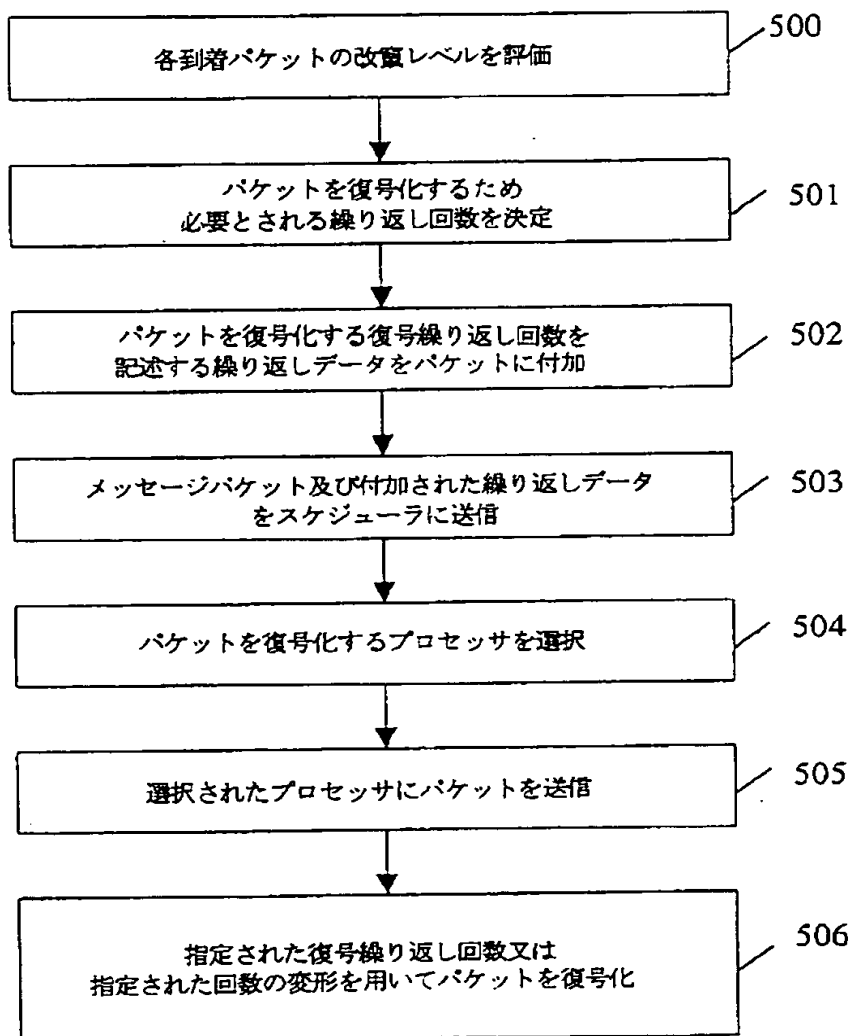 各到着パケットの改竄レベルを評価
500
パケットを復号化するため
必要とされる繰り返し回数を決定
501
パケットを復号化する復号繰り返し回数を
記述する繰り返しデータをパケットに付加
502
メッセージパケット及び付加された繰り返しデータ
をスケジューラに送信
503
パケットを復号化するプロセッサを選択
504
選択されたプロセッサにパケットを送信
505
指定された復号繰り返し回数又は
指定された回数の変形を用いてパケットを復号化
506